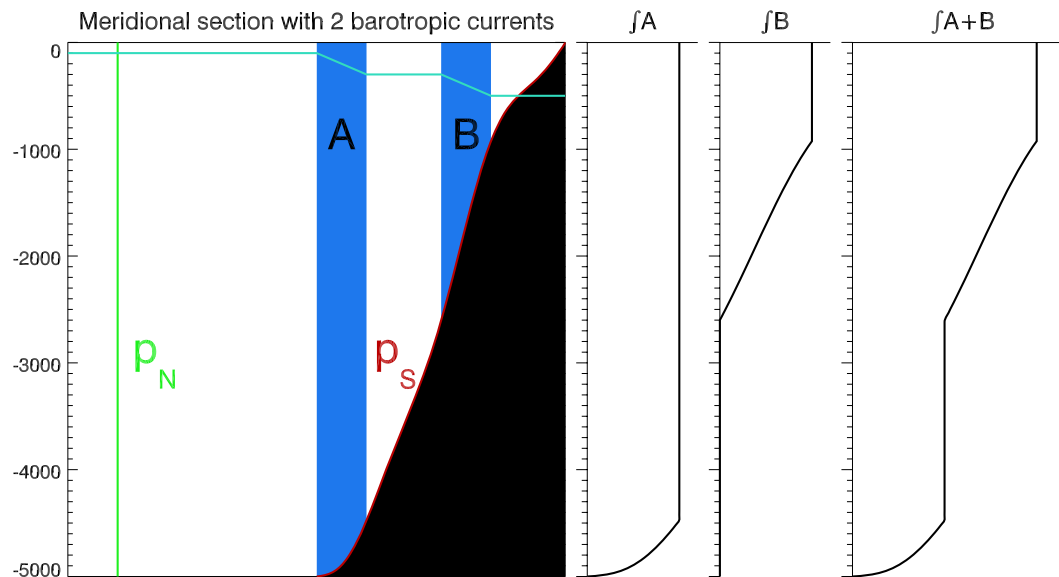 Meridional section with 2 barotropic currents
∫A
∫B
∫A+B
0
-1000
-2000
-3000
-4000
-5000
A
B
pN
pS